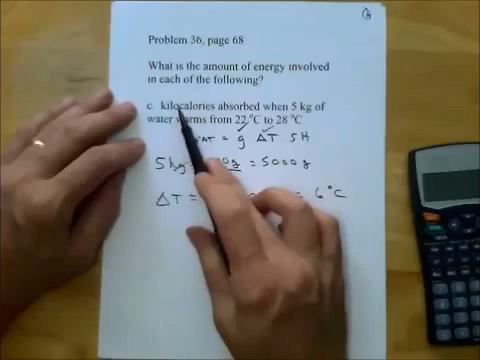 Problem 36, page 68
What is the amount of energy involved
in each of the following?
c. kilocalories absorbed when 5 kg of
water warms from 22 °C to 28 °C
= g ΔT SH
5 kg = 5000 g
ΔT = = 6 °C